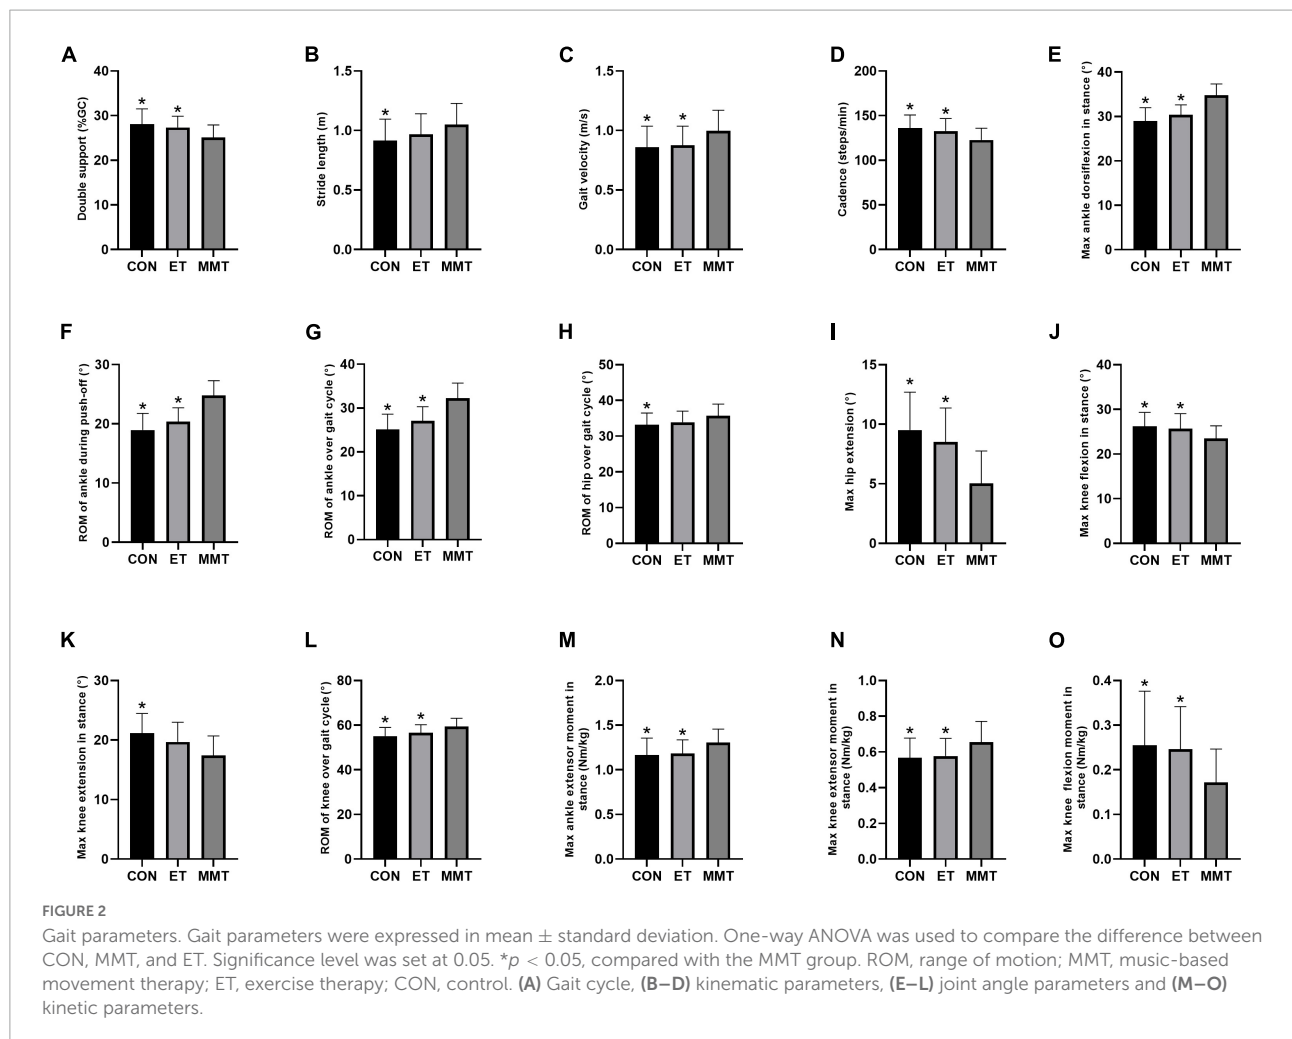 A
Double support (%GC)
40
30
20
10
0
*
*
CON ET MMT
B
Stride length (m)
1.5
1.0
0.5
0.0
*
CON ET MMT
C
Gait velocity (m/s)
1.5
1.0
0.5
0.0
*
*
CON ET MMT
D
Cadence (steps/min)
200
150
100
50
0
*
*
CON ET MMT
E
Max ankle dorsiflexion in stance (°)
40
30
20
10
0
*
*
CON ET MMT
F
ROM of ankle during push-off (°)
30
20
10
0
*
*
CON ET MMT
G
ROM of ankle over gait cycle (°)
40
30
20
10
0
*
*
CON ET MMT
H
ROM of hip over gait cycle (°)
50
40
30
20
10
0
*
CON ET MMT
I
Max hip extension (°)
15
10
5
0
*
*
CON ET MMT
J
Max knee flexion in stance (°)
40
30
20
10
0
*
*
CON ET MMT
K
Max knee extension in stance (°)
30
20
10
0
*
CON ET MMT
L
ROM of knee over gait cycle (°)
80
60
40
20
0
*
*
CON ET MMT
M
Max ankle extensor moment in
stance (Nm/kg)
2.0
1.5
1.0
0.5
0.0
*
*
CON ET MMT
N
Max knee extensor moment in
stance (Nm/kg)
1.0
0.8
0.6
0.4
0.2
0.0
*
*
CON ET MMT
O
Max knee flexion moment in
stance (Nm/kg)
0.4
0.3
0.2
0.1
0.0
*
*
CON ET MMT
FIGURE 2
Gait parameters. Gait parameters were expressed in mean ± standard deviation. One-way ANOVA was used to compare the difference between
CON, MMT, and ET. Significance level was set at 0.05. *p < 0.05, compared with the MMT group. ROM, range of motion; MMT, music-based
movement therapy; ET, exercise therapy; CON, control. (A) Gait cycle, (B–D) kinematic parameters, (E–L) joint angle parameters and (M–O)
kinetic parameters.